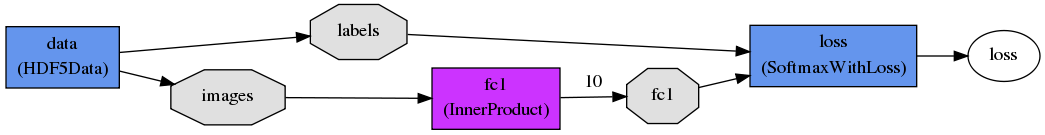 data
(HDF5Data)
labels
images
fc1
(InnerProduct)
10
fc1
loss
(SoftmaxWithLoss)
loss